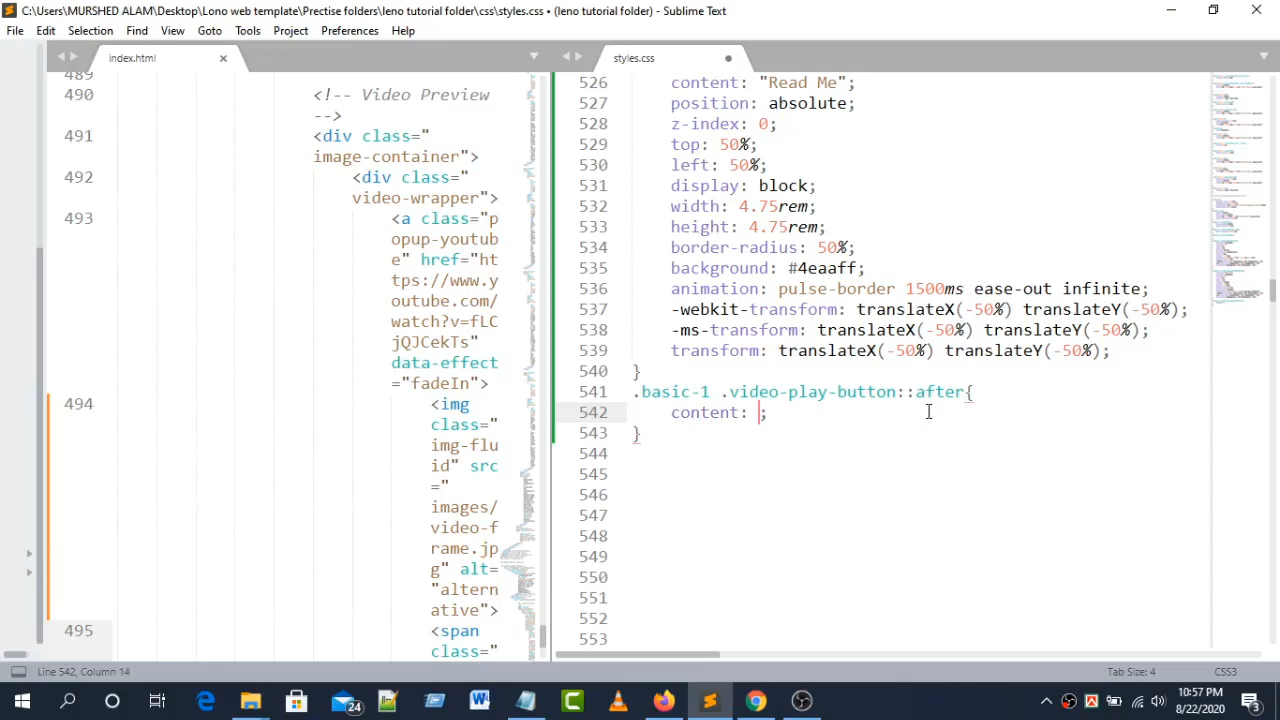 C:\Users\MURSHED ALAM\Desktop\Lono web template\Prectise folders\leno tutorial folder\css\styles.css • (leno tutorial folder) - Sublime Text
File Edit Selection Find View Goto Tools Project Preferences Help
index.html
489
490 <!-- Video Preview
-->
491 <div class="
image-container">
492 <div class="
video-wrapper">
493 <a class="p
opup-youtub
e" href="ht
tps://www.y
outube.com/
watch?v=fLC
jQJCekTs"
data-effect
="fadeIn">
494 <img
class="
img-flu
id" src
="
images/
video-f
rame.jp
g" alt=
"altern
ative">
495 <span
class="
styles.css
526 content: "Read Me";
527 position: absolute;
528 z-index: 0;
529 top: 50%;
530 left: 50%;
531 display: block;
532 width: 4.75rem;
533 height: 4.75rem;
534 border-radius: 50%;
535 background: #4eaaff;
536 animation: pulse-border 1500ms ease-out infinite;
537 -webkit-transform: translateX(-50%) translateY(-50%);
538 -ms-transform: translateX(-50%) translateY(-50%);
539 transform: translateX(-50%) translateY(-50%);
540 }
541 .basic-1 .video-play-button::after{
542 content: ;
543 }
544
545
546
547
548
549
550
551
552
553
Line 542, Column 14 Tab Size: 4 CSS3
24
10:57 PM
8/22/2020
3